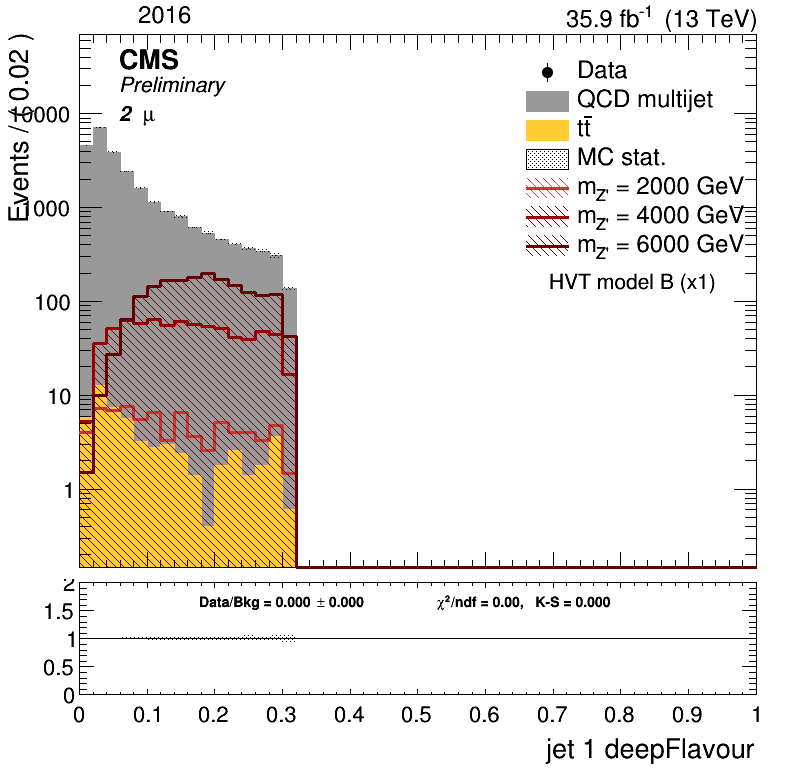 2016 35.9 fb⁻¹ (13 TeV)
CMS
Preliminary
2 μ
Data
QCD multijet
tt̄
MC stat.
m_Z' = 2000 GeV
m_Z' = 4000 GeV
m_Z' = 6000 GeV
HVT model B (x1)
Events / ( 0.02 )
10000
1000
100
10
1
Data/Bkg = 0.000 ± 0.000 χ²/ndf = 0.00, K-S = 0.000
2
1.5
1
0.5
0
0 0.1 0.2 0.3 0.4 0.5 0.6 0.7 0.8 0.9 1
jet 1 deepFlavour